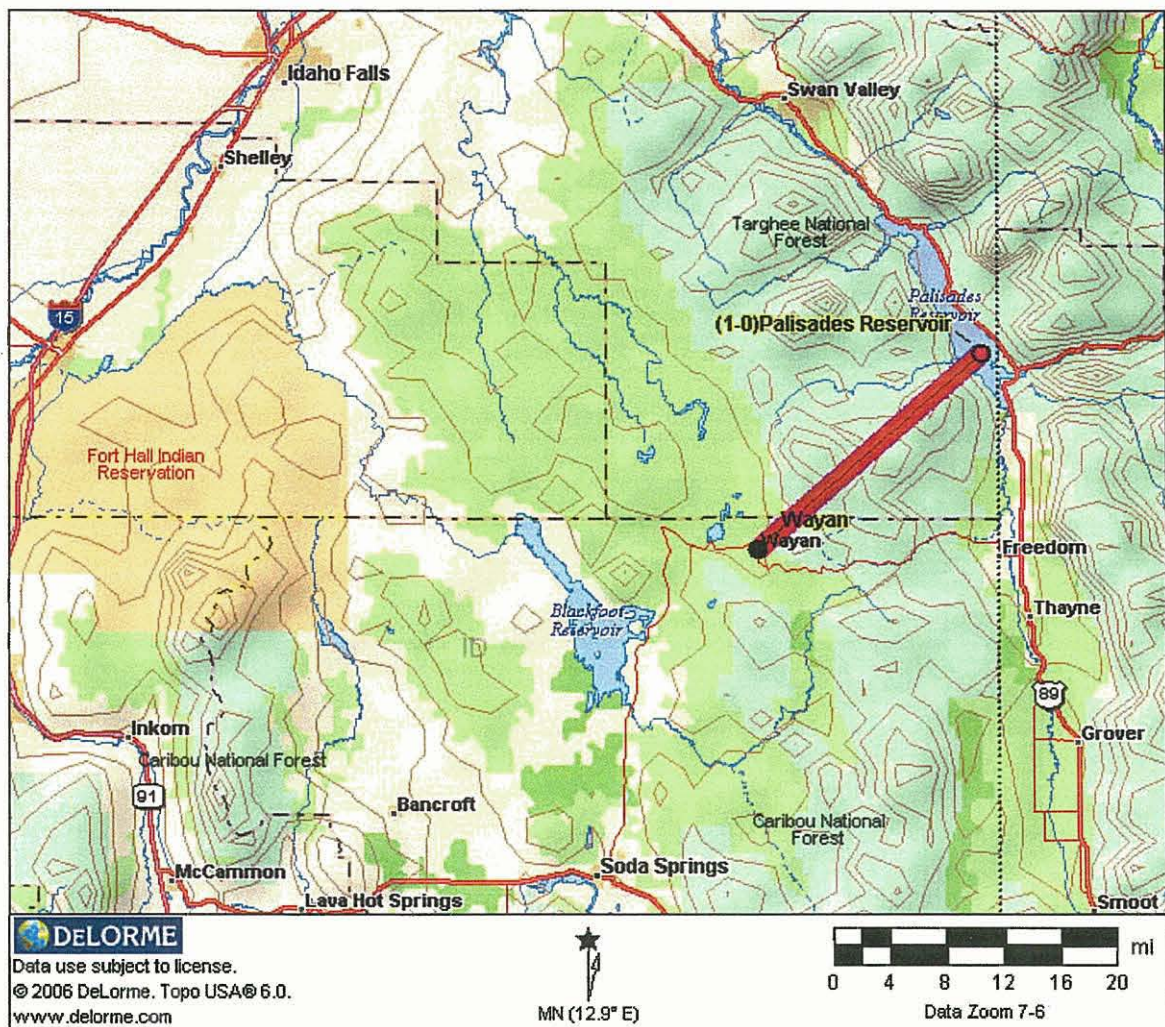 Idaho Falls
Swan Valley
Shelley
Targhee National
Forest
15
Palisades
Reservoir
(1-0)Palisades Reservoir
Fort Hall Indian
Reservation
Wayan
Wayan
Freedom
Blackfoot
Reservoir
Thayne
ID
89
Inkom
Grover
Caribou National Forest
91
Bancroft
Caribou National
Forest
McCammon
Soda Springs
Lava Hot Springs
Smoot
DELORME
Data use subject to license.
© 2006 DeLorme. Topo USA® 6.0.
www.delorme.com
MN (12.9° E)
mi
0 4 8 12 16 20
Data Zoom 7-6